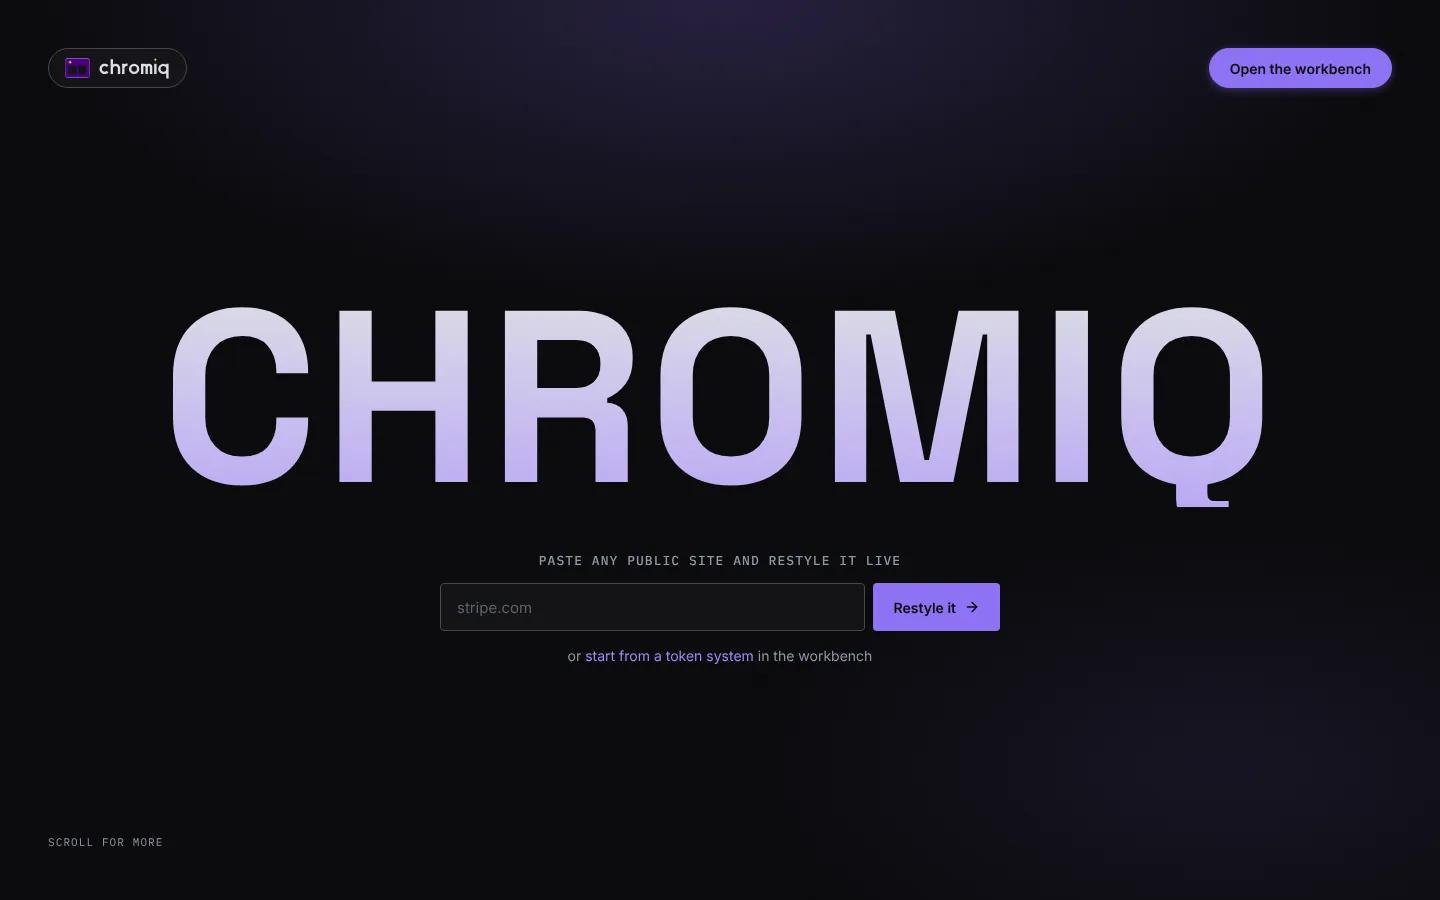 chromiq
Open the workbench
CHROMIQ
PASTE ANY PUBLIC SITE AND RESTYLE IT LIVE
stripe.com
Restyle it →
or start from a token system in the workbench
SCROLL FOR MORE